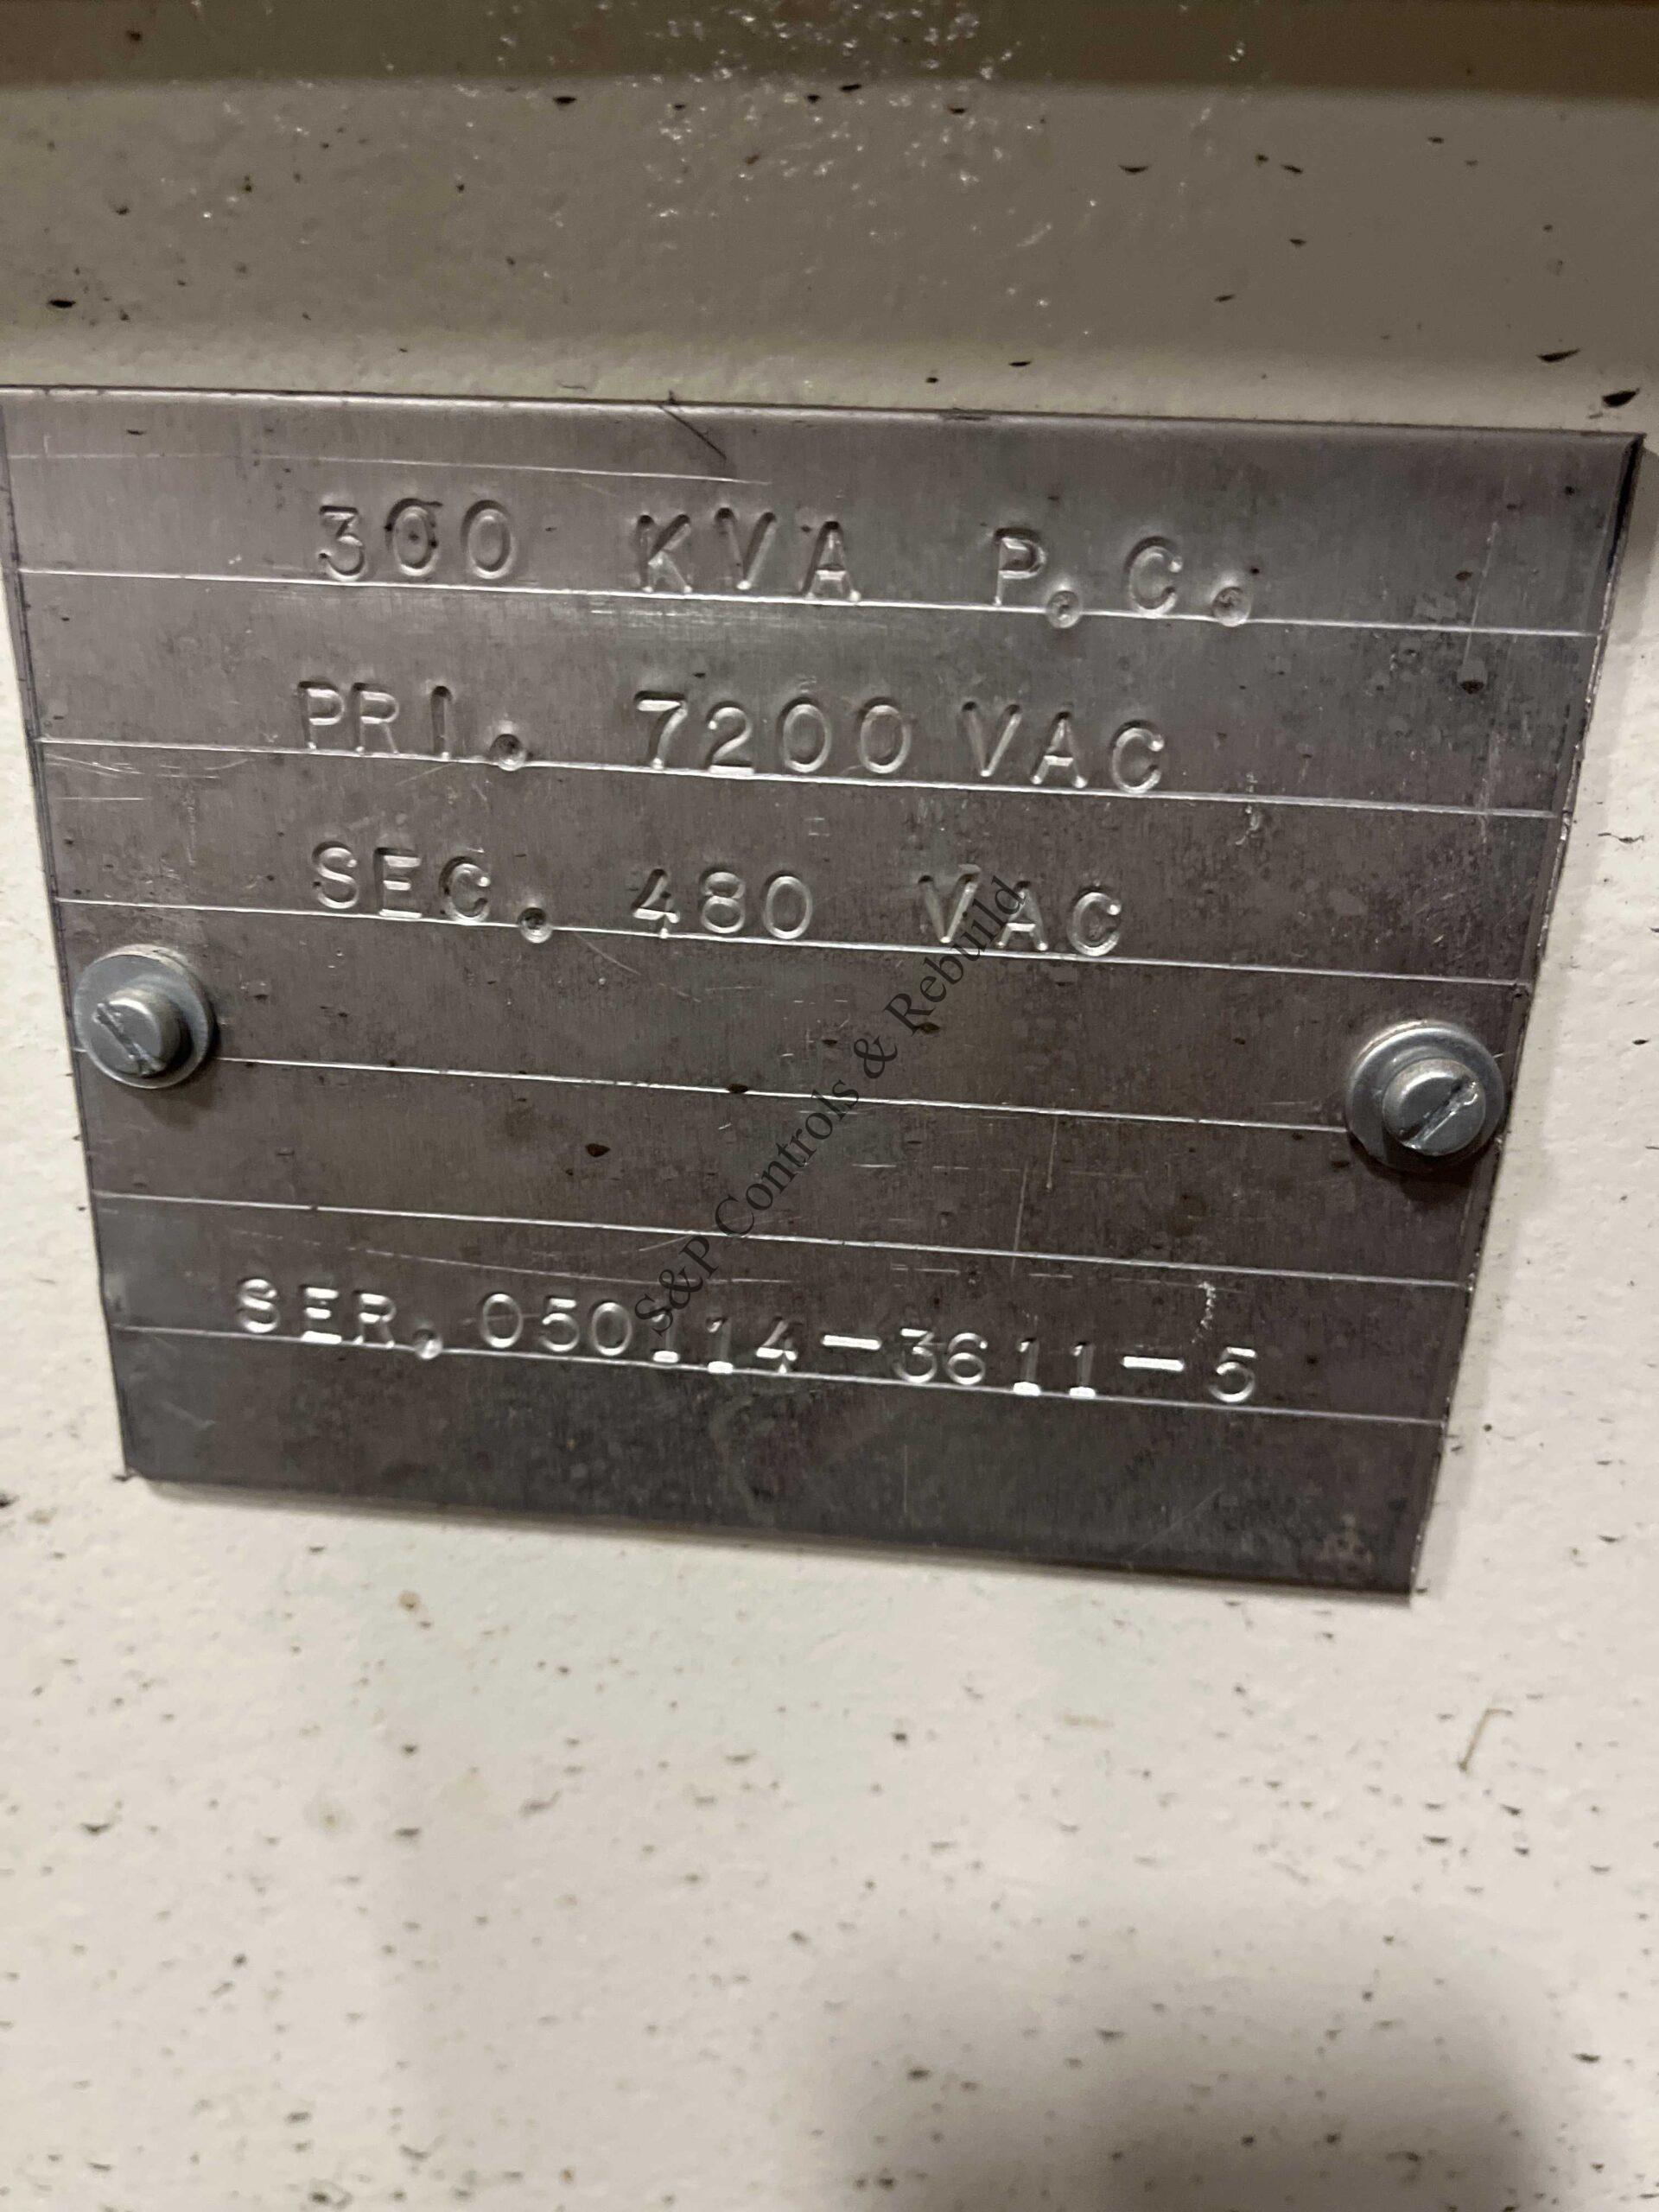 300 KVA P.C.
PRI. 7200 VAC
SEC. 480 VAC
S&P Controls & Rebuild
SER. 050114-3611-5